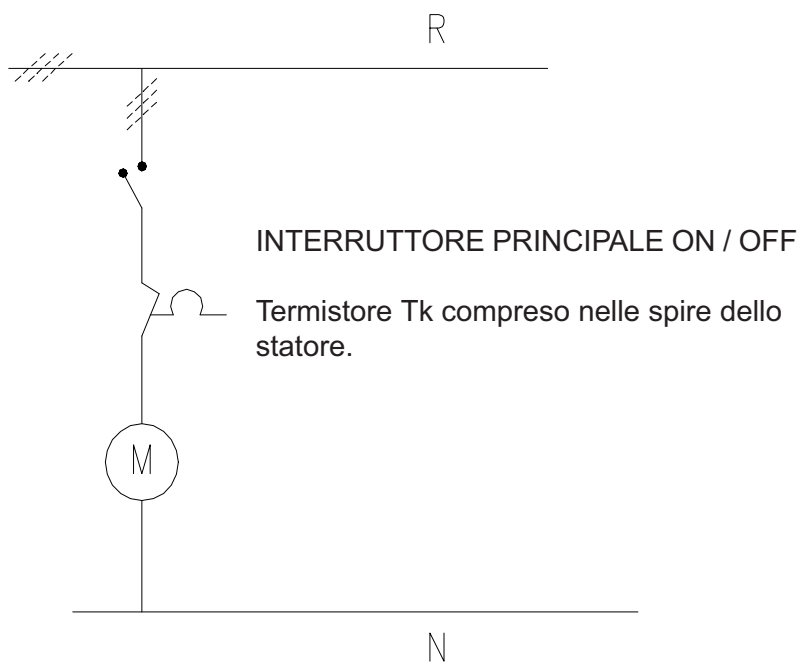 R
INTERRUTTORE PRINCIPALE ON / OFF
Termistore Tk compreso nelle spire dello
statore.
M
N